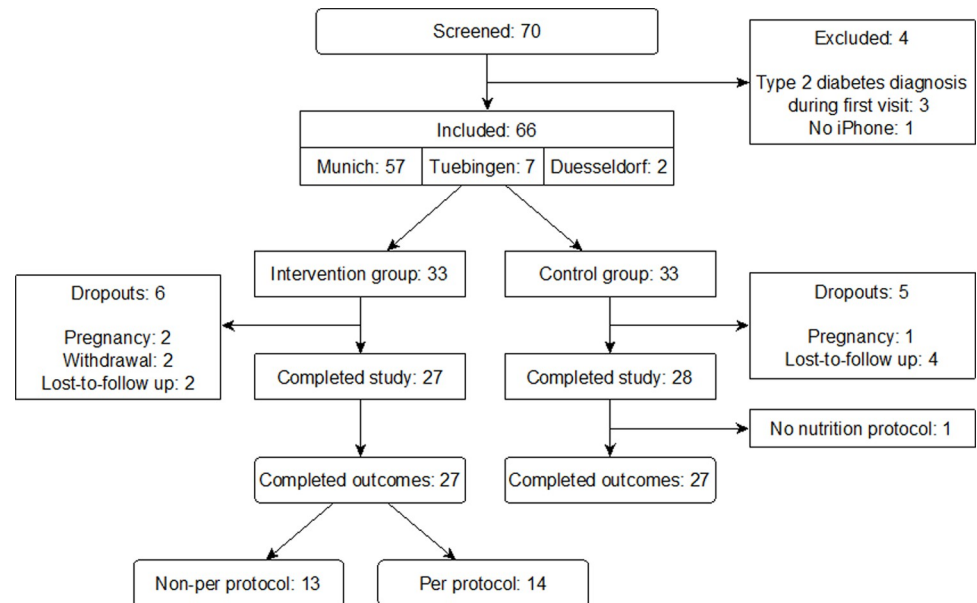 Screened: 70
Excluded: 4
Type 2 diabetes diagnosis
during first visit: 3
No iPhone: 1
Included: 66
Munich: 57
Tuebingen: 7
Duesseldorf: 2
Intervention group: 33
Control group: 33
Dropouts: 6
Pregnancy: 2
Withdrawal: 2
Lost-to-follow up: 2
Dropouts: 5
Pregnancy: 1
Lost-to-follow up: 4
Completed study: 27
Completed study: 28
No nutrition protocol: 1
Completed outcomes: 27
Completed outcomes: 27
Non-per protocol: 13
Per protocol: 14